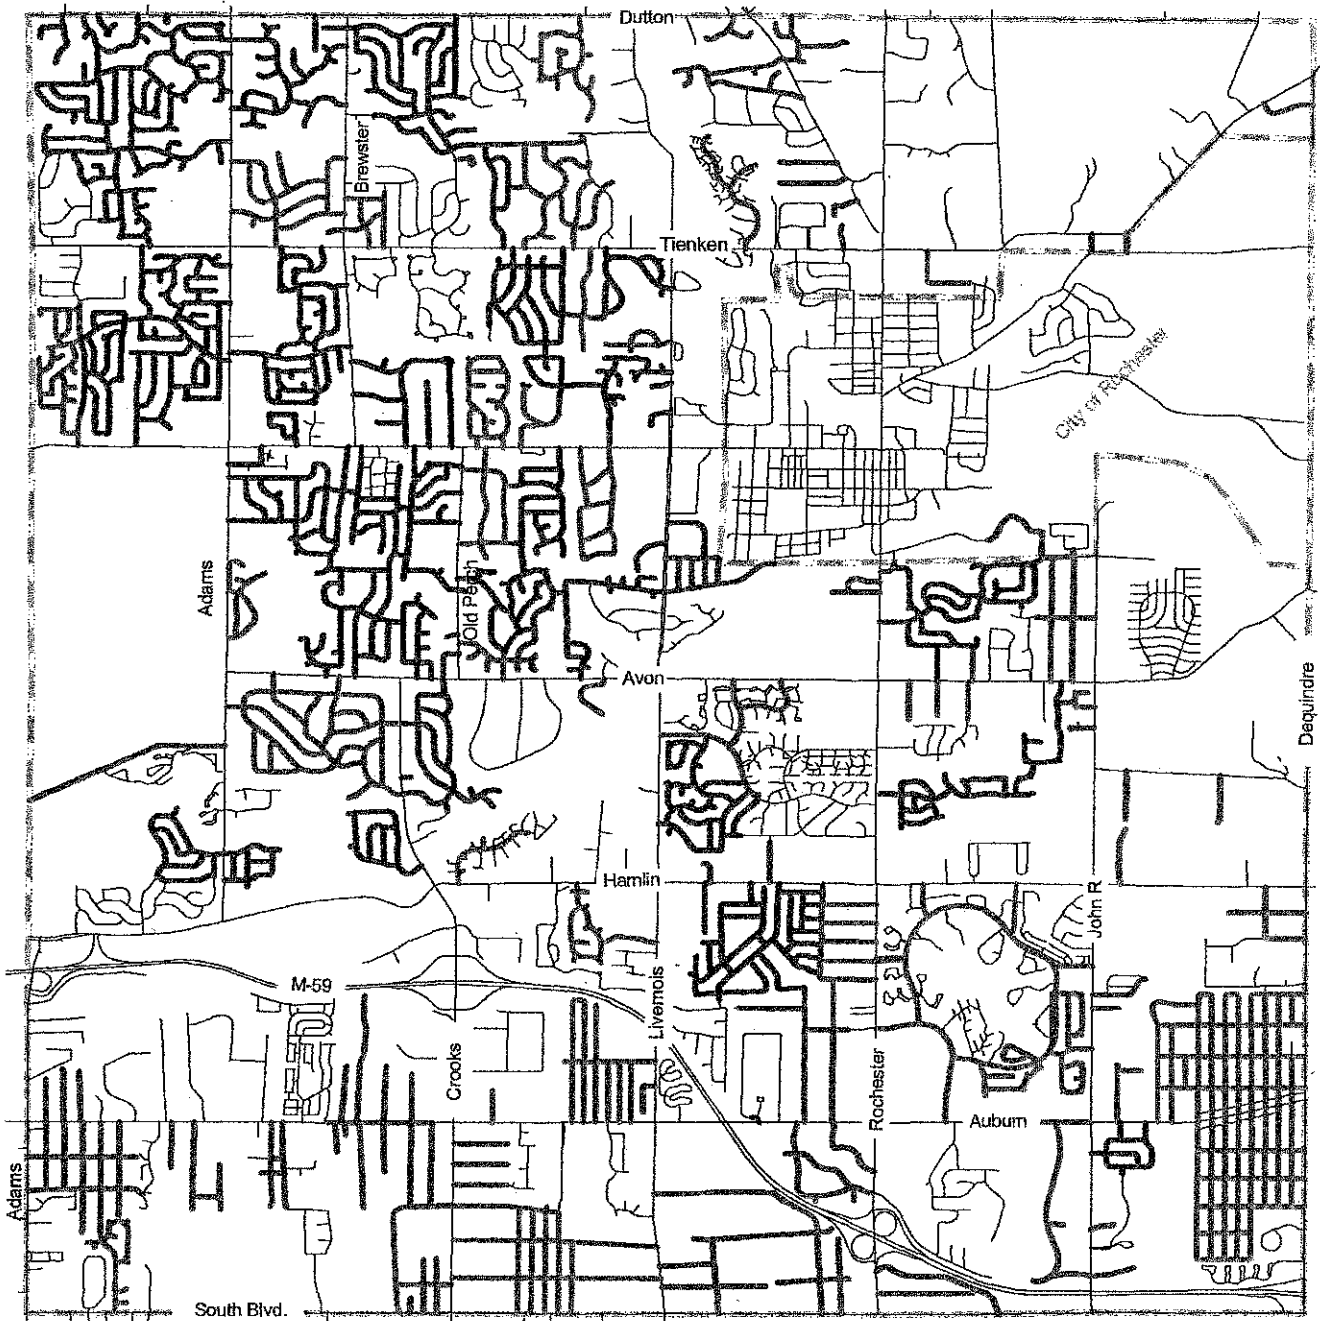 Dutton
Brewster
Tienken
City of Rochester
Adams
Old Perch
Avon
Dequindre
Hamlin
John R
M-59
Livernois
Crooks
Rochester
Auburn
Adams
South Blvd.